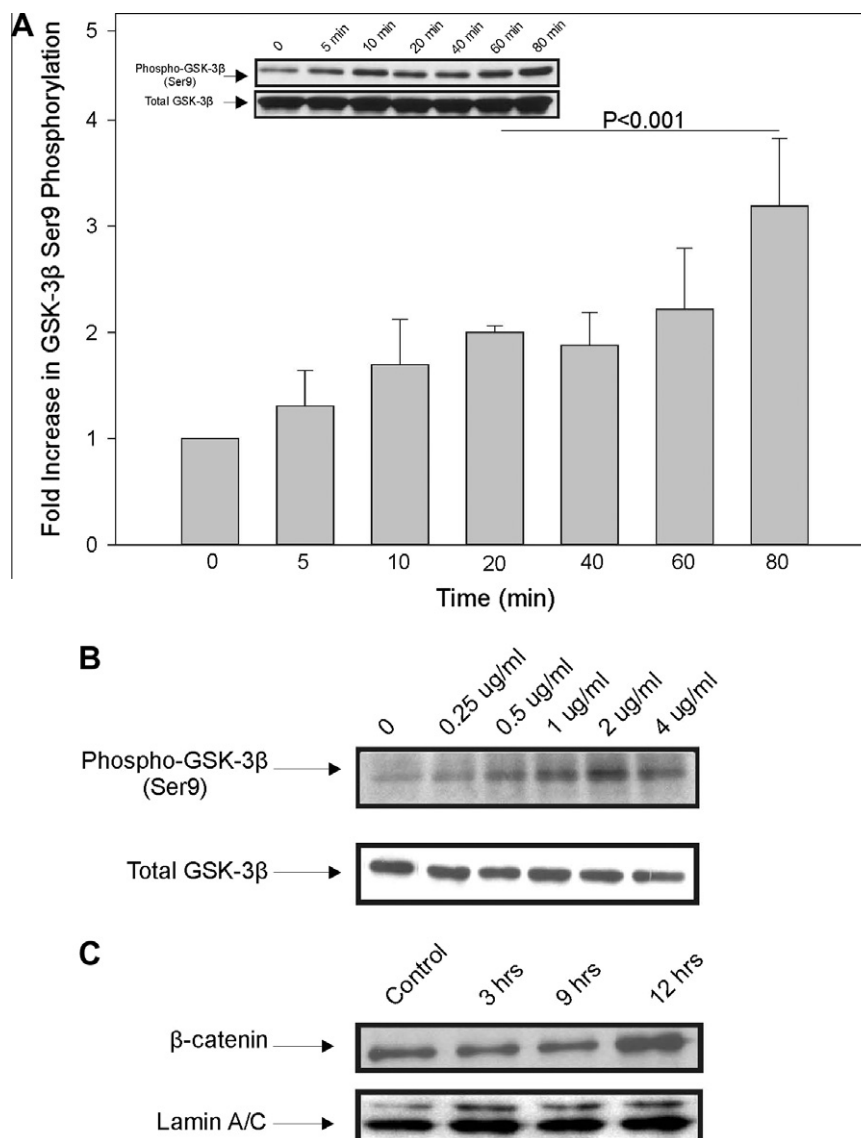 A
5
4
3
2
1
0
Fold Increase in GSK-3β Ser9 Phosphorylation
0 5 min 10 min 20 min 40 min 60 min 80 min
Phospho-GSK-3β
(Ser9)
Total GSK-3β
P<0.001
0 5 10 20 40 60 80
Time (min)
B
0 0.25 ug/ml 0.5 ug/ml 1 ug/ml 2 ug/ml 4 ug/ml
Phospho-GSK-3β
(Ser9)
Total GSK-3β
C
Control 3 hrs 9 hrs 12 hrs
β-catenin
Lamin A/C